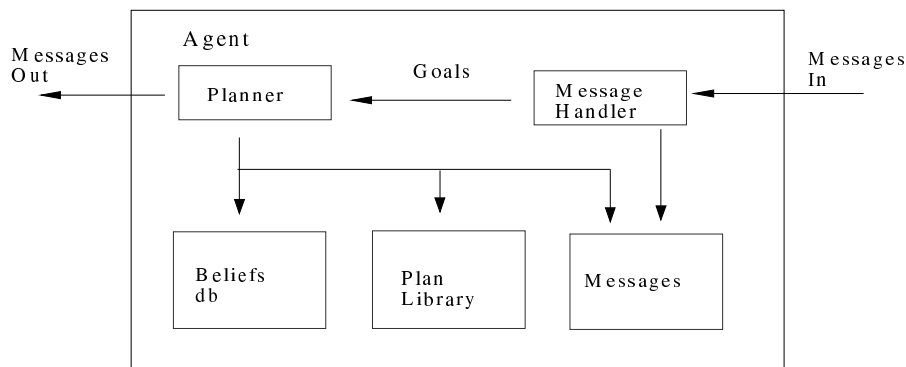 Agent
Messages
Out
Planner
Goals
Message
Handler
Messages
In
Beliefs
db
Plan
Library
Messages